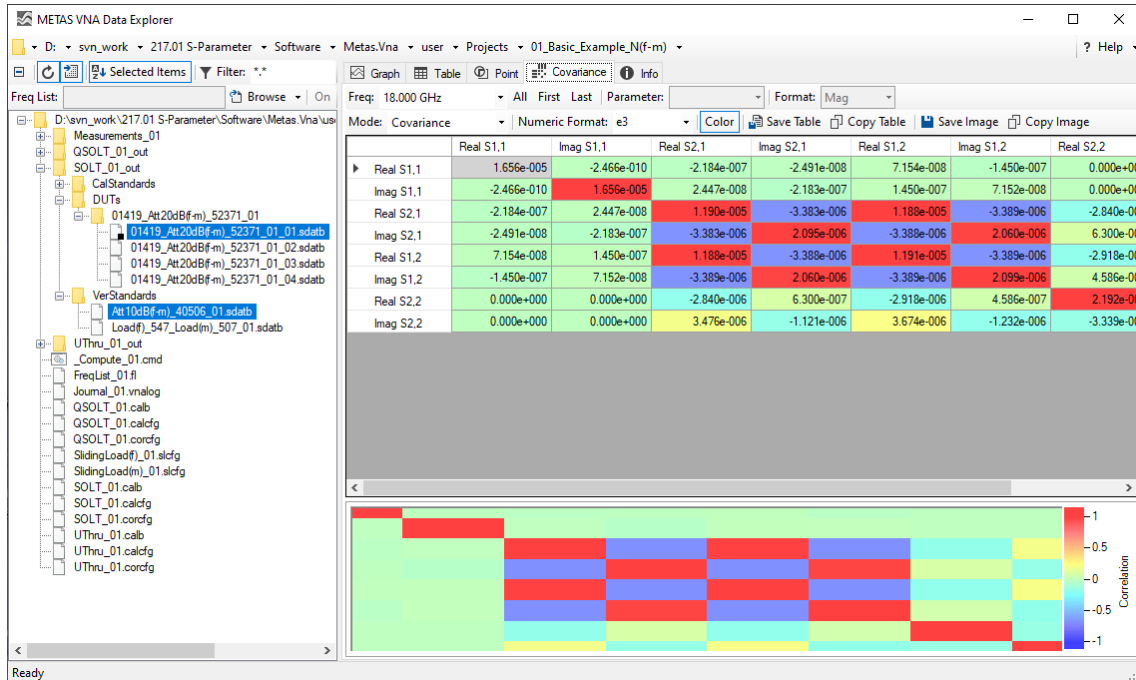 METAS VNA Data Explorer
D: svn_work 217.01 S-Parameter Software Metas.Vna user Projects 01_Basic_Example_N(f-m) ? Help
Selected Items Filter: *.* Graph Table Point Covariance Info
Freq List: Browse On Freq: 18.000 GHz All First Last Parameter: Format: Mag
Mode: Covariance Numeric Format: e3 Color Save Table Copy Table Save Image Copy Image
D:\svn_work\217.01 S-Parameter\Software\Metas.Vna\use
Measurements_01
QSOLT_01_out
SOLT_01_out
CalStandards
DUTs
01419_Att20dB(f-m)_52371_01
01419_Att20dB(f-m)_52371_01_01.sdatb
01419_Att20dB(f-m)_52371_01_02.sdatb
01419_Att20dB(f-m)_52371_01_03.sdatb
01419_Att20dB(f-m)_52371_01_04.sdatb
VerStandards
Att10dB(f-m)_40506_01.sdatb
Load(f)_547_Load(m)_507_01.sdatb
UThru_01_out
_Compute_01.cmd
FreqList_01.fl
Journal_01.vnalog
QSOLT_01.calb
QSOLT_01.calcfg
QSOLT_01.corcfg
SlidingLoad(f)_01.slcfg
SlidingLoad(m)_01.slcfg
SOLT_01.calb
SOLT_01.calcfg
SOLT_01.corcfg
UThru_01.calb
UThru_01.calcfg
UThru_01.corcfg
Real S1,1 Imag S1,1 Real S2,1 Imag S2,1 Real S1,2 Imag S1,2 Real S2,2
Real S1,1 1.656e-005 -2.466e-010 -2.184e-007 -2.491e-008 7.154e-008 -1.450e-007 0.000e+00
Imag S1,1 -2.466e-010 1.656e-005 2.447e-008 -2.183e-007 1.450e-007 7.152e-008 0.000e+00
Real S2,1 -2.184e-007 2.447e-008 1.190e-005 -3.383e-006 1.188e-005 -3.389e-006 -2.840e-00
Imag S2,1 -2.491e-008 -2.183e-007 -3.383e-006 2.095e-006 -3.388e-006 2.060e-006 6.300e-00
Real S1,2 7.154e-008 1.450e-007 1.188e-005 -3.388e-006 1.191e-005 -3.389e-006 -2.918e-00
Imag S1,2 -1.450e-007 7.152e-008 -3.389e-006 2.060e-006 -3.389e-006 2.099e-006 4.586e-00
Real S2,2 0.000e+000 0.000e+000 -2.840e-006 6.300e-007 -2.918e-006 4.586e-007 2.192e-00
Imag S2,2 0.000e+000 0.000e+000 3.476e-006 -1.121e-006 3.674e-006 -1.232e-006 -3.339e-00
1
0.5
0
-0.5
-1
Correlation
Ready